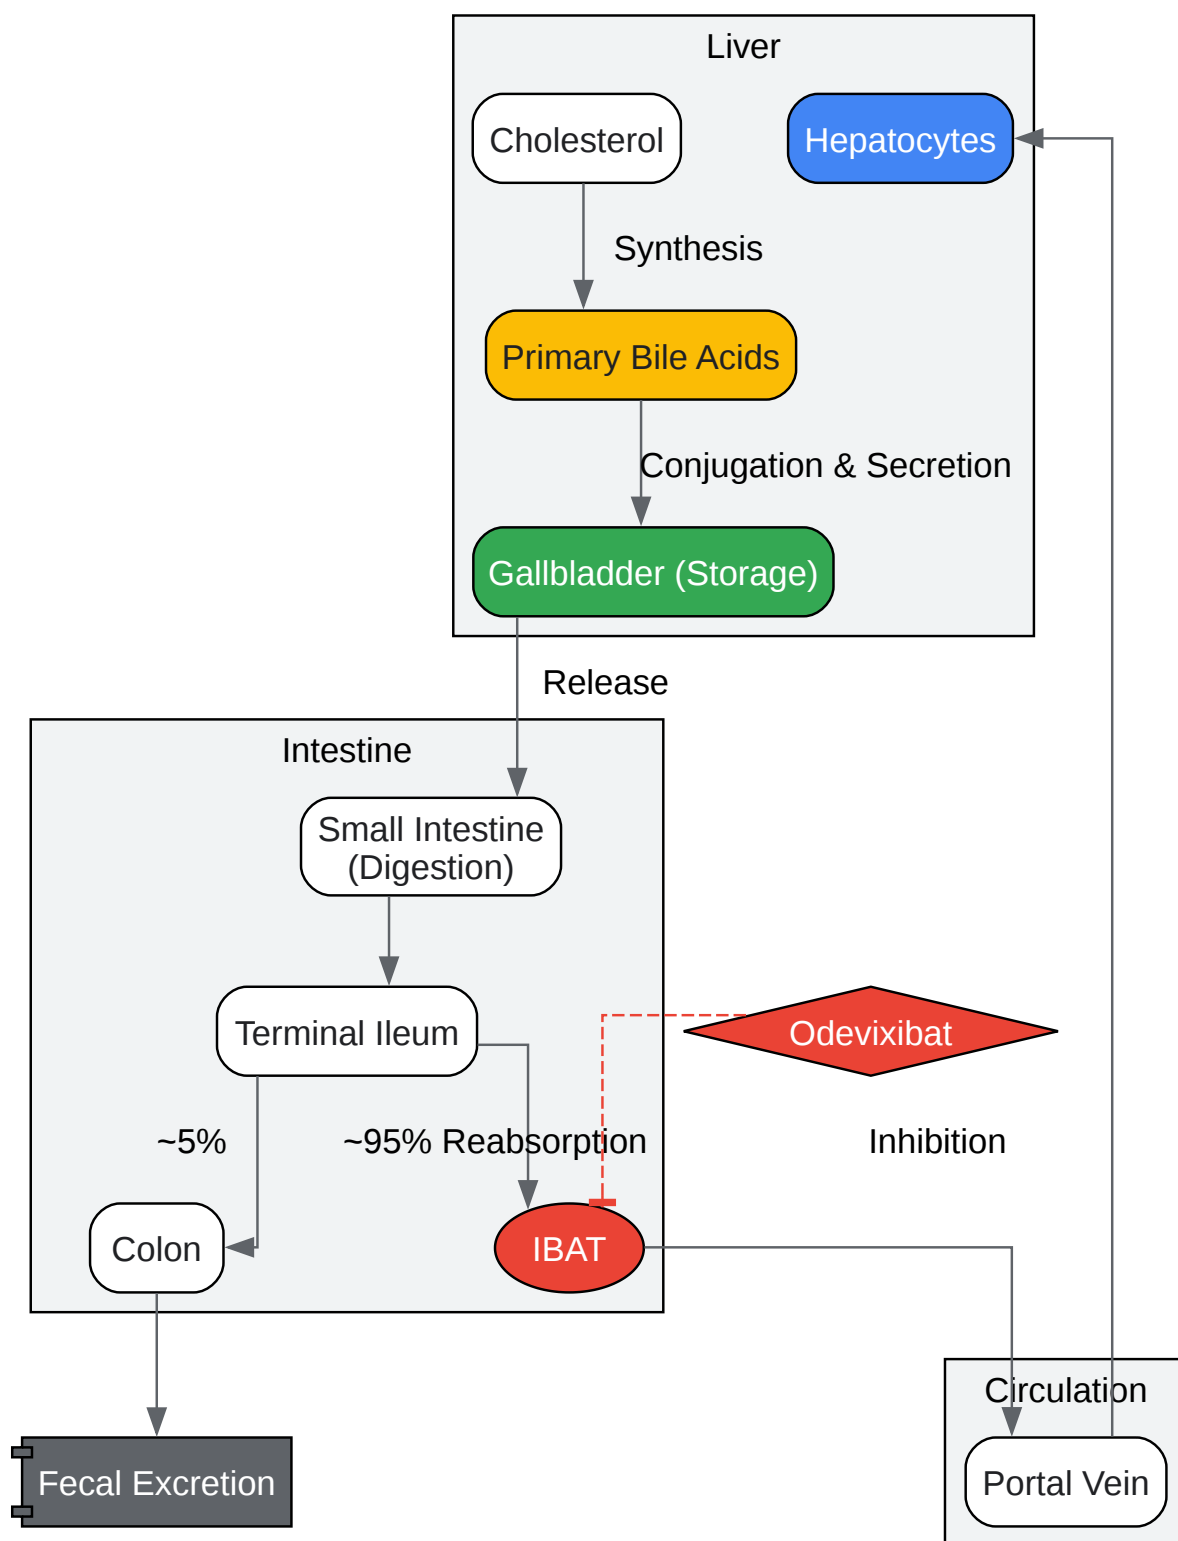 Liver
Cholesterol
Hepatocytes
Synthesis
Primary Bile Acids
Conjugation & Secretion
Gallbladder (Storage)
Release
Intestine
Small Intestine
(Digestion)
Terminal Ileum
Odevixibat
~5%
~95% Reabsorption
Inhibition
Colon
IBAT
Circulation
Fecal Excretion
Portal Vein